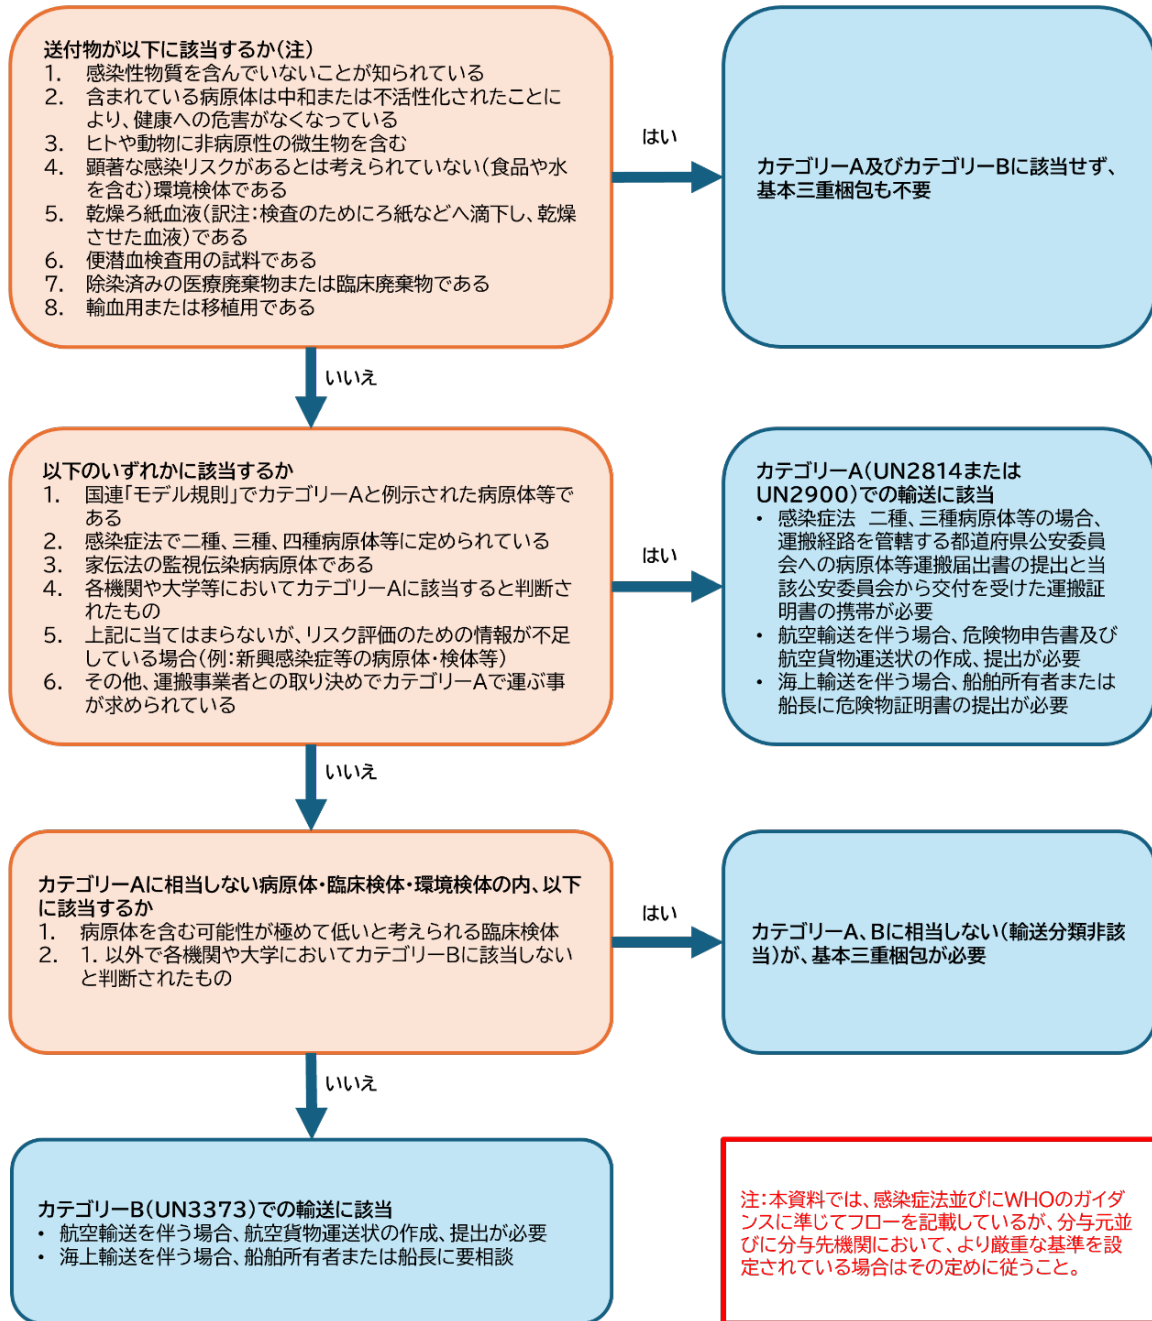 送付物が以下に該当するか(注)
1. 感染性物質を含んでいないことが知られている
2. 含まれている病原体は中和または不活性化されたことに
より、健康への危害がなくなっている
3. ヒトや動物に非病原性の微生物を含む
4. 顕著な感染リスクがあるとは考えられていない(食品や水
を含む)環境検体である
5. 乾燥ろ紙血液(訳注:検査のためにろ紙などへ滴下し、乾燥
させた血液)である
6. 便潜血検査用の試料である
7. 除染済みの医療廃棄物または臨床廃棄物である
8. 輸血用または移植用である
はい
カテゴリーA及びカテゴリーBに該当せず、
基本三重梱包も不要
いいえ
以下のいずれかに該当するか
1. 国連「モデル規則」でカテゴリーAと例示された病原体等で
ある
2. 感染症法で二種、三種、四種病原体等に定められている
3. 家伝法の監視伝染病病原体である
4. 各機関や大学等においてカテゴリーAに該当すると判断さ
れたもの
5. 上記に当てはまらないが、リスク評価のための情報が不足
している場合(例:新興感染症等の病原体・検体等)
6. その他、運搬事業者との取り決めでカテゴリーAで運ぶ事
が求められている
はい
カテゴリーA(UN2814または
UN2900)での輸送に該当
• 感染症法 二種、三種病原体等の場合、
運搬経路を管轄する都道府県公安委員
会への病原体等運搬届出書の提出と当
該公安委員会から交付を受けた運搬証
明書の携帯が必要
• 航空輸送を伴う場合、危険物申告書及び
航空貨物運送状の作成、提出が必要
• 海上輸送を伴う場合、船舶所有者または
船長に危険物証明書の提出が必要
いいえ
カテゴリーAに相当しない病原体・臨床検体・環境検体の内、以下
に該当するか
1. 病原体を含む可能性が極めて低いと考えられる臨床検体
2. 1. 以外で各機関や大学においてカテゴリーBに該当しない
と判断されたもの
はい
カテゴリーA、Bに相当しない(輸送分類非該
当)が、基本三重梱包が必要
いいえ
カテゴリーB(UN3373)での輸送に該当
• 航空輸送を伴う場合、航空貨物運送状の作成、提出が必要
• 海上輸送を伴う場合、船舶所有者または船長に要相談
注:本資料では、感染症法並びにWHOのガイダ
ンスに準じてフローを記載しているが、分与元並
びに分与先機関において、より厳重な基準を設
定されている場合はその定めに従うこと。